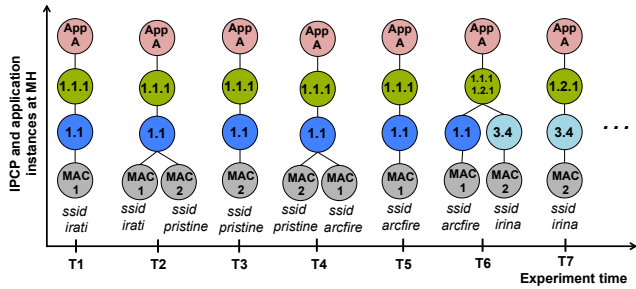 IPCP and application
instances at MH
App
A
App
A
App
A
App
A
App
A
App
A
App
A
1.1.1
1.1.1
1.1.1
1.1.1
1.1.1
1.1.1
1.2.1
1.2.1
1.1
1.1
1.1
1.1
1.1
1.1
3.4
3.4
MAC
1
MAC
1
MAC
2
MAC
2
MAC
2
MAC
1
MAC
1
MAC
1
MAC
2
MAC
2
ssid
irati
ssid
irati
ssid
pristine
ssid
pristine
ssid
pristine
ssid
arcfire
ssid
arcfire
ssid
arcfire
ssid
irina
ssid
irina
...
T1
T2
T3
T4
T5
T6
T7
Experiment time